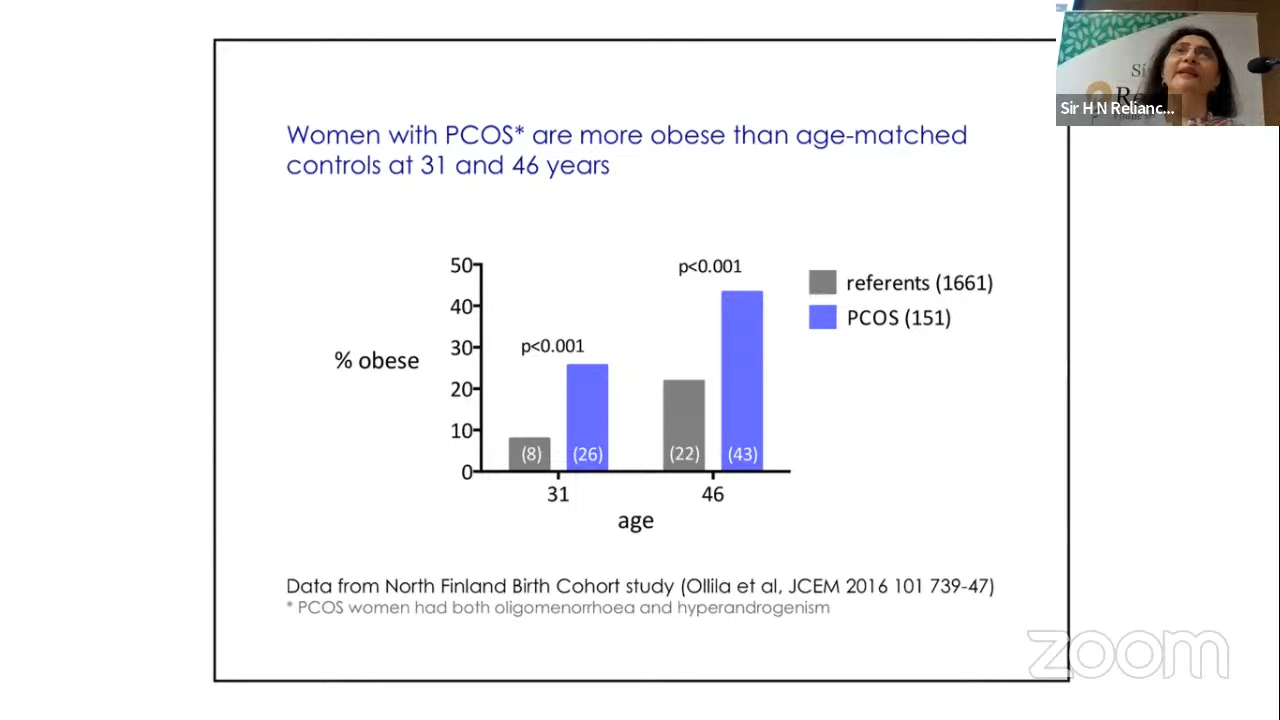 Sir H N Relianc...
Women with PCOS* are more obese than age-matched
controls at 31 and 46 years
50
40
30
20
10
0
% obese
p<0.001
p<0.001
(8)
(26)
(22)
(43)
31
46
age
referents (1661)
PCOS (151)
Data from North Finland Birth Cohort study (Ollila et al, JCEM 2016 101 739-47)
* PCOS women had both oligomenorrhoea and hyperandrogenism
zoom